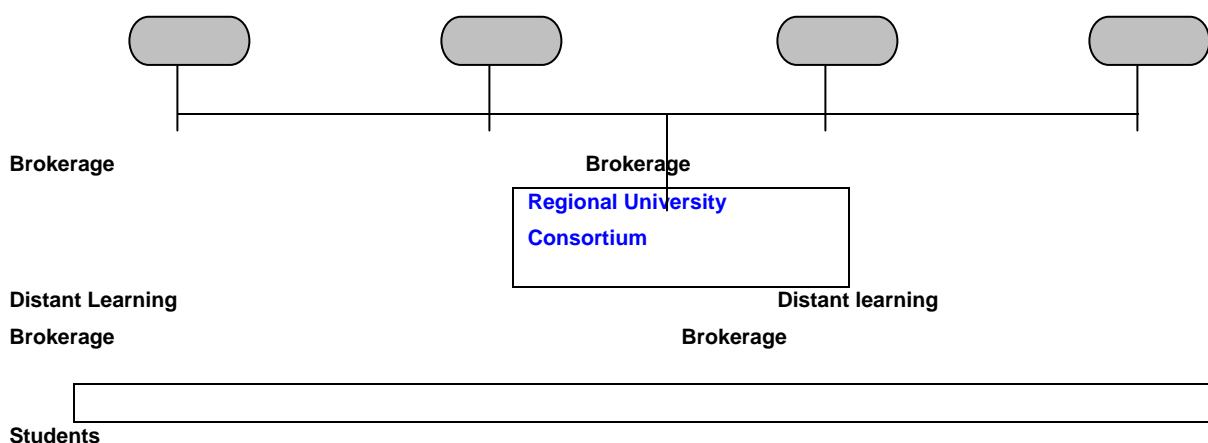 Brokerage Brokerage
Regional University
Consortium
Distant Learning Distant learning
Brokerage Brokerage
Students